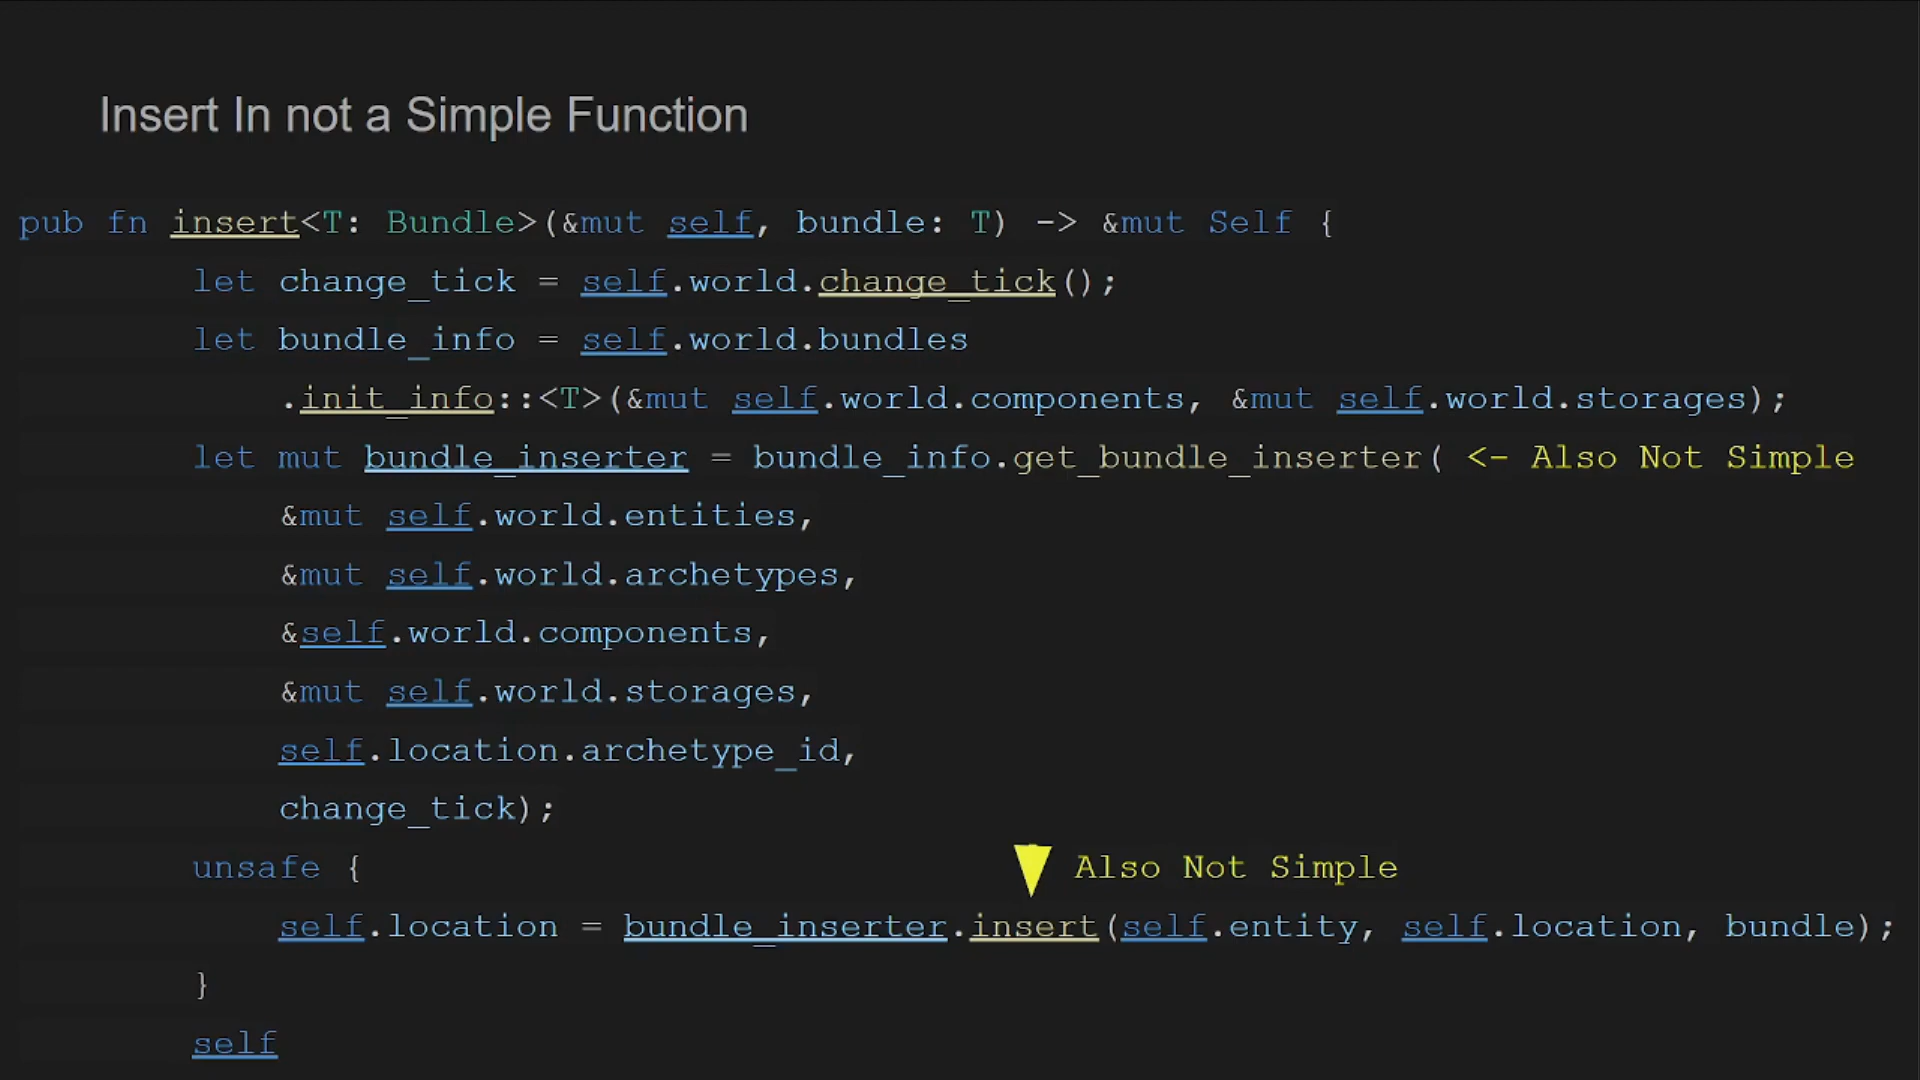 Insert In not a Simple Function
pub fn insert<T: Bundle>(&mut self, bundle: T) -> &mut Self {
let change_tick = self.world.change_tick();
let bundle_info = self.world.bundles
.init_info::<T>(&mut self.world.components, &mut self.world.storages);
let mut bundle_inserter = bundle_info.get_bundle_inserter( <- Also Not Simple
&mut self.world.entities,
&mut self.world.archetypes,
&self.world.components,
&mut self.world.storages,
self.location.archetype_id,
change_tick);
unsafe {
Also Not Simple
self.location = bundle_inserter.insert(self.entity, self.location, bundle);
}
self